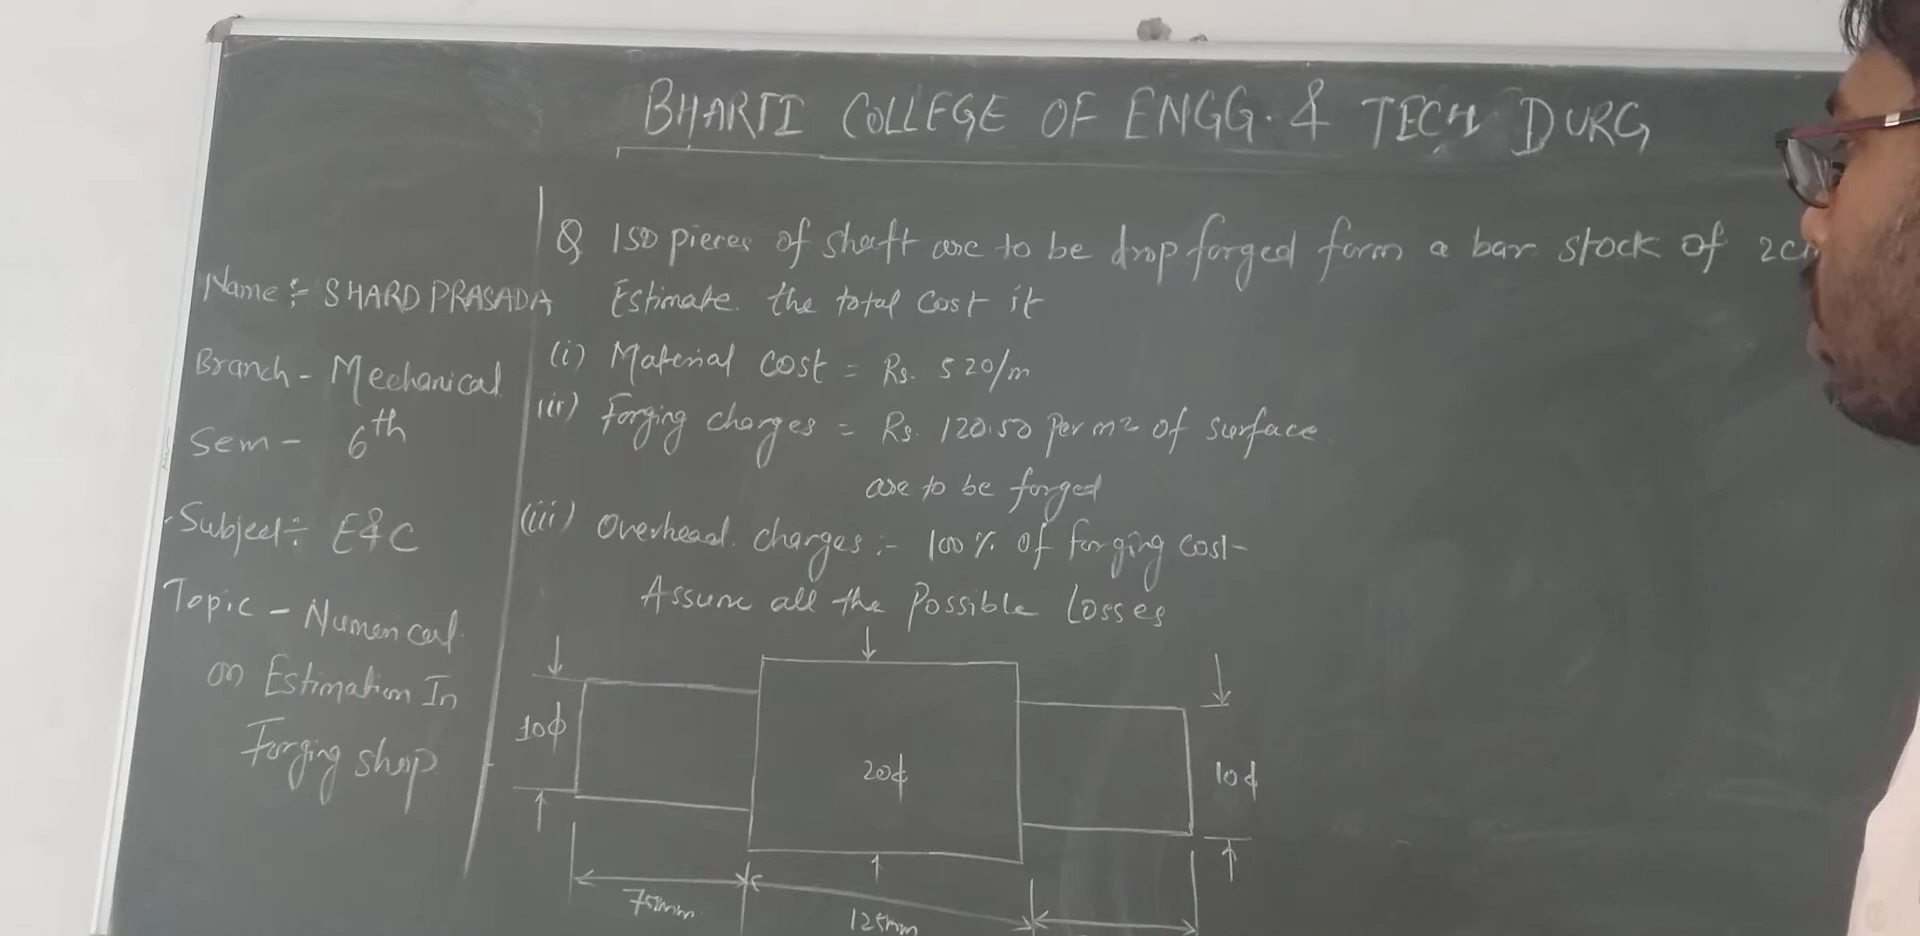 BHARTI COLLEGE OF ENGG. & TECH DURG
Name :- SHARD PRASADA
Branch - Mechanical
Sem - 6th
Subject :- E&C
Topic - Numerical
on Estimation In
Forging shop
Q 150 pieces of shaft are to be drop forged form a bar stock of 2c
Estimate the total cost it
(i) Material cost = Rs. 520/m
(ii) Forging charges = Rs. 120.50 Per m2 of surface
are to be forged
(iii) Overhead charges :- 100 % of forging cost-
Assume all the Possible Losses
10ϕ
20ϕ
10ϕ
75mm
125mm